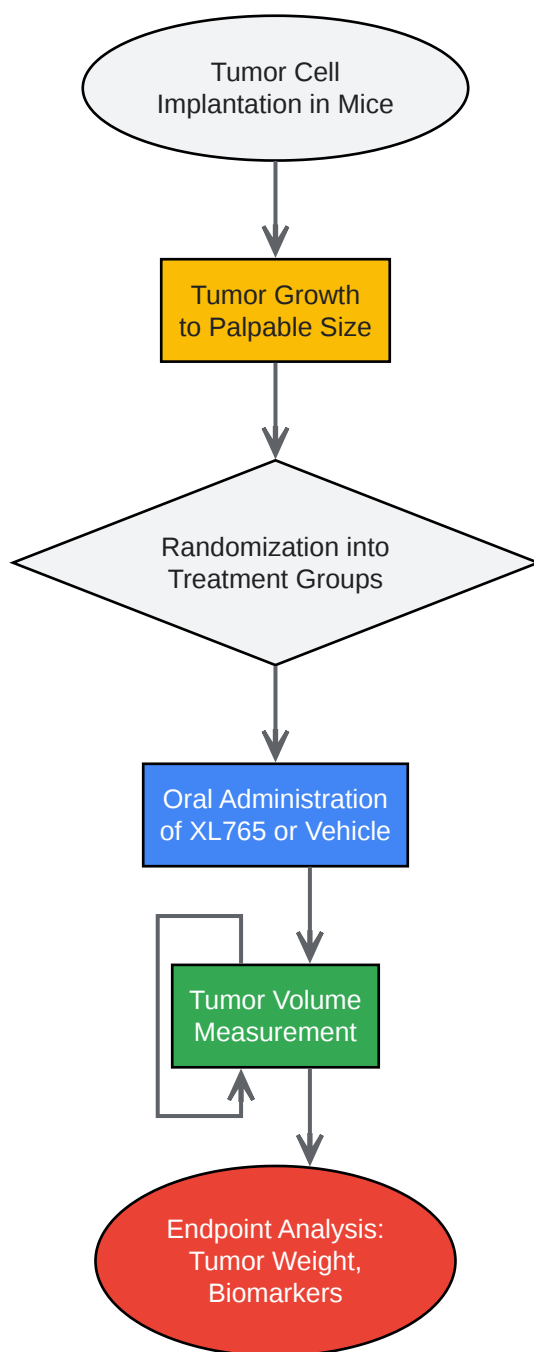 Tumor Cell
Implantation in Mice
Tumor Growth
to Palpable Size
Randomization into
Treatment Groups
Oral Administration
of XL765 or Vehicle
Tumor Volume
Measurement
Endpoint Analysis:
Tumor Weight,
Biomarkers